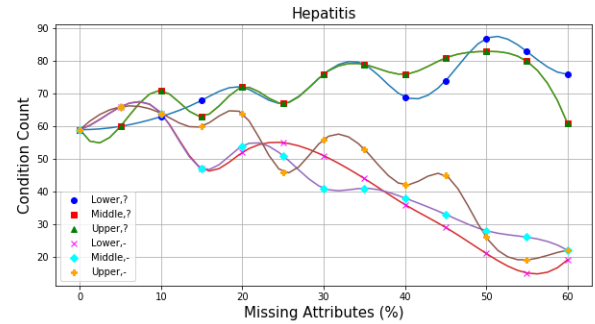 Hepatitis
Condition Count
90
80
70
60
50
40
30
20
Lower,?
Middle,?
Upper,?
Lower,-
Middle,-
Upper,-
0 10 20 30 40 50 60
Missing Attributes (%)